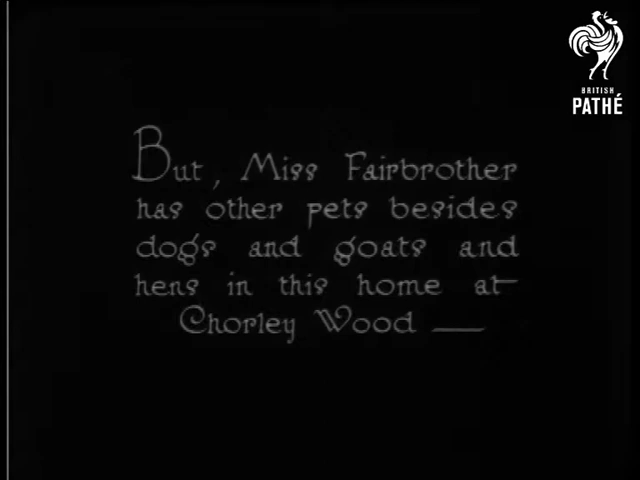 BRITISH
PATHÉ
But, Miss Fairbrother
has other pets besides
dogs and goats and
hens in this home at
Chorley Wood —